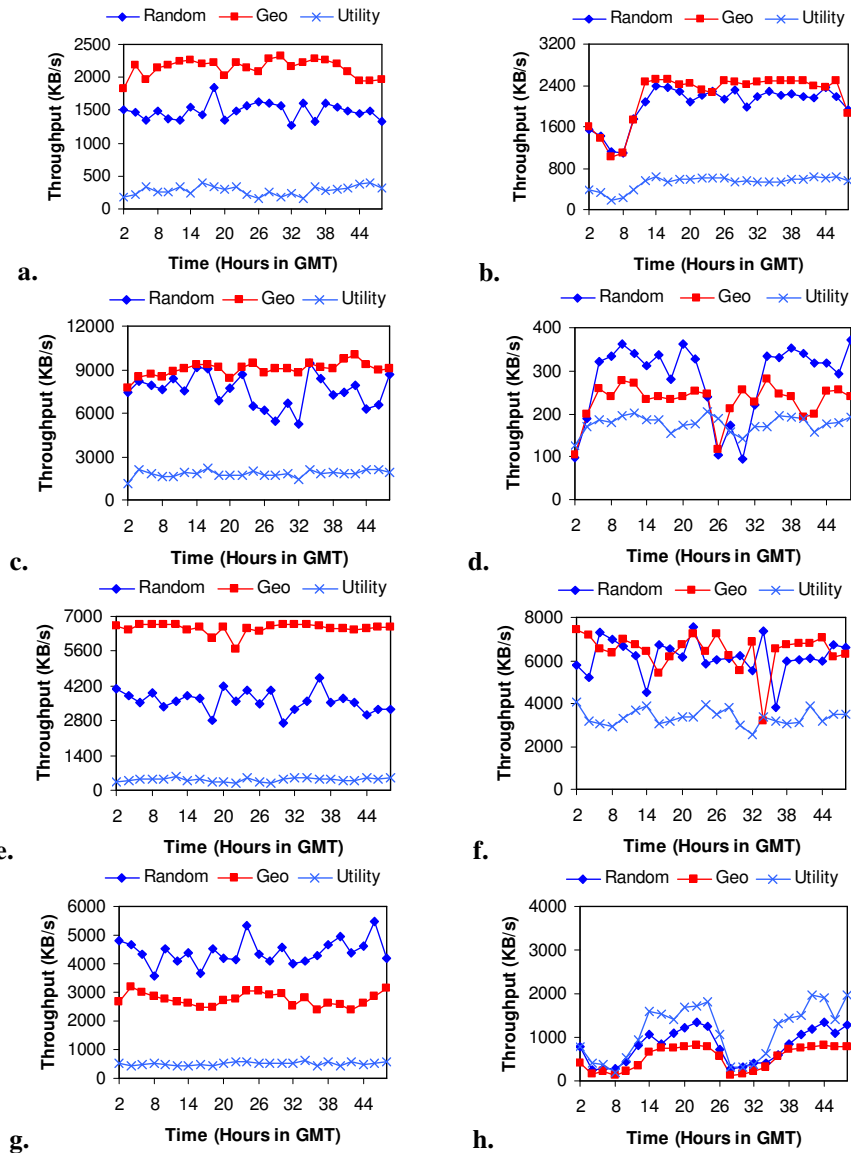 Random Geo Utility
Throughput (KB/s)
2500
2000
1500
1000
500
0
2 8 14 20 26 32 38 44
Time (Hours in GMT)
a.
Random Geo Utility
Throughput (KB/s)
3200
2400
1600
800
0
2 8 14 20 26 32 38 44
Time (Hours in GMT)
b.
Random Geo Utility
Throughput (KB/s)
12000
9000
6000
3000
0
2 8 14 20 26 32 38 44
Time (Hours in GMT)
c.
Random Geo Utility
Throughput (KB/s)
400
300
200
100
0
2 8 14 20 26 32 38 44
Time (Hours in GMT)
d.
Random Geo Utility
Throughput (KB/s)
7000
5600
4200
2800
1400
0
2 8 14 20 26 32 38 44
Time (Hours in GMT)
e.
Random Geo Utility
Throughput (KB/s)
8000
6000
4000
2000
0
2 8 14 20 26 32 38 44
Time (Hours in GMT)
f.
Random Geo Utility
Throughput (KB/s)
6000
5000
4000
3000
2000
1000
0
2 8 14 20 26 32 38 44
Time (Hours in GMT)
g.
Random Geo Utility
Throughput (KB/s)
4000
3000
2000
1000
0
2 8 14 20 26 32 38 44
Time (Hours in GMT)
h.